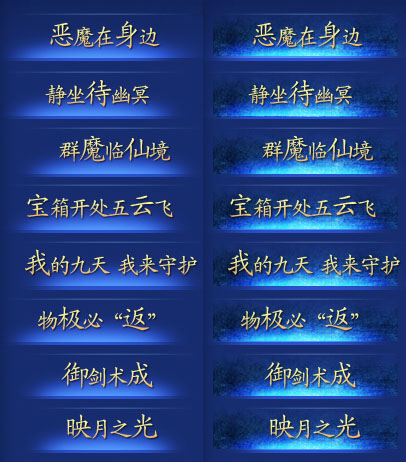 恶魔在身边 恶魔在身边
静坐待幽冥 静坐待幽冥
群魔临仙境 群魔临仙境
宝箱开处五云飞 宝箱开处五云飞
我的九天 我来守护 我的九天 我来守护
物极必“返” 物极必“返”
御剑术成 御剑术成
映月之光 映月之光